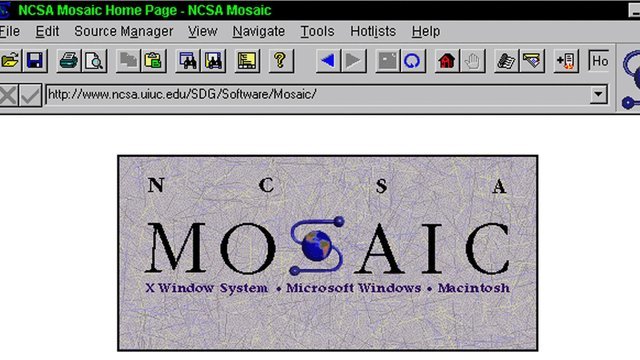 NCSA Mosaic Home Page - NCSA Mosaic
File Edit Source Manager View Navigate Tools Hotlists Help
Ho
http://www.ncsa.uiuc.edu/SDG/Software/Mosaic/
N C S A
MOSAIC
X Window System • Microsoft Windows • Macintosh